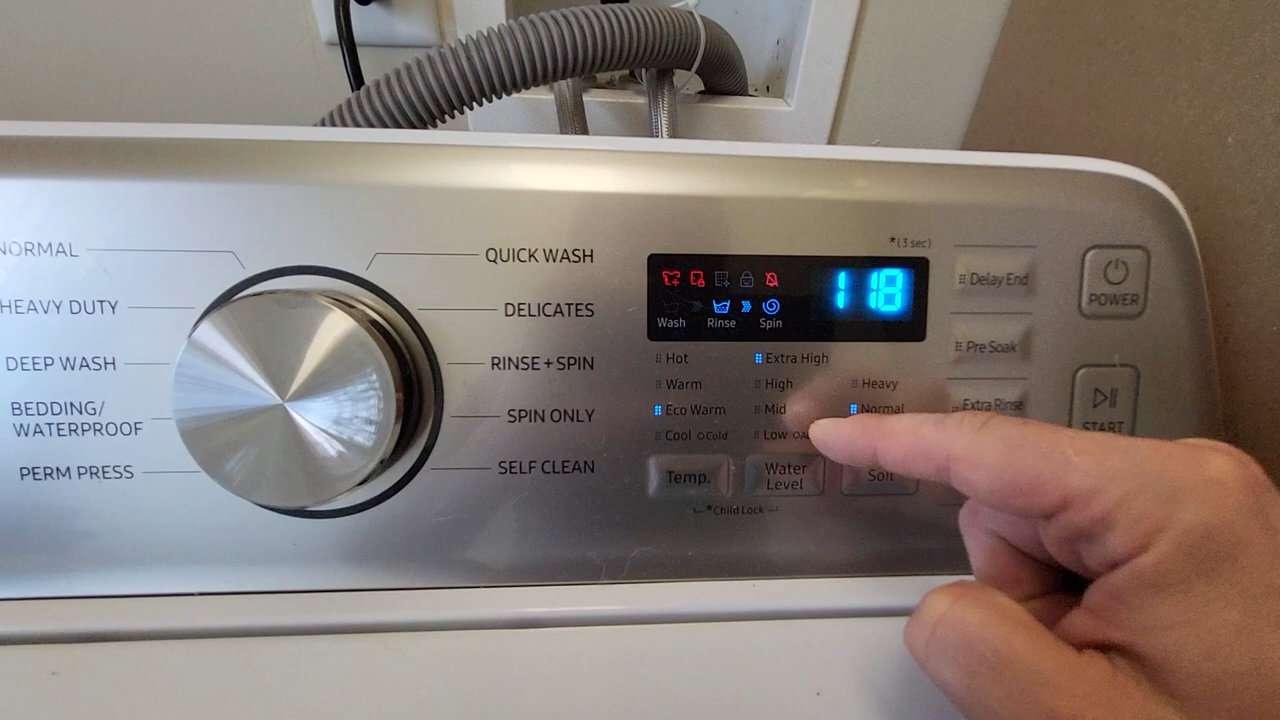 NORMAL
HEAVY DUTY
DEEP WASH
BEDDING/
WATERPROOF
PERM PRESS
QUICK WASH
DELICATES
RINSE + SPIN
SPIN ONLY
SELF CLEAN
*(3 sec)
18
Wash Rinse Spin
Hot
Warm
Eco Warm
Cool Cold
Extra High
High
Mid
Low
Heavy
Normal
Temp.
Water
Level
Soil
*Child Lock
Delay End
Pre Soak
Extra Rinse
POWER
START